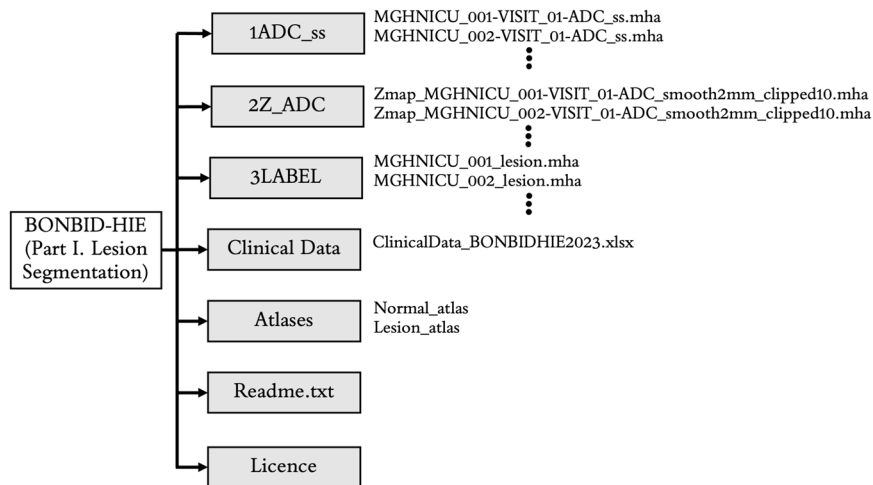 BONBID-HIE
(Part I. Lesion
Segmentation)
1ADC_ss
MGHNICU_001-VISIT_01-ADC_ss.mha
MGHNICU_002-VISIT_01-ADC_ss.mha
2Z_ADC
Zmap_MGHNICU_001-VISIT_01-ADC_smooth2mm_clipped10.mha
Zmap_MGHNICU_002-VISIT_01-ADC_smooth2mm_clipped10.mha
3LABEL
MGHNICU_001_lesion.mha
MGHNICU_002_lesion.mha
Clinical Data
ClinicalData_BONBIDHIE2023.xlsx
Atlases
Normal_atlas
Lesion_atlas
Readme.txt
Licence